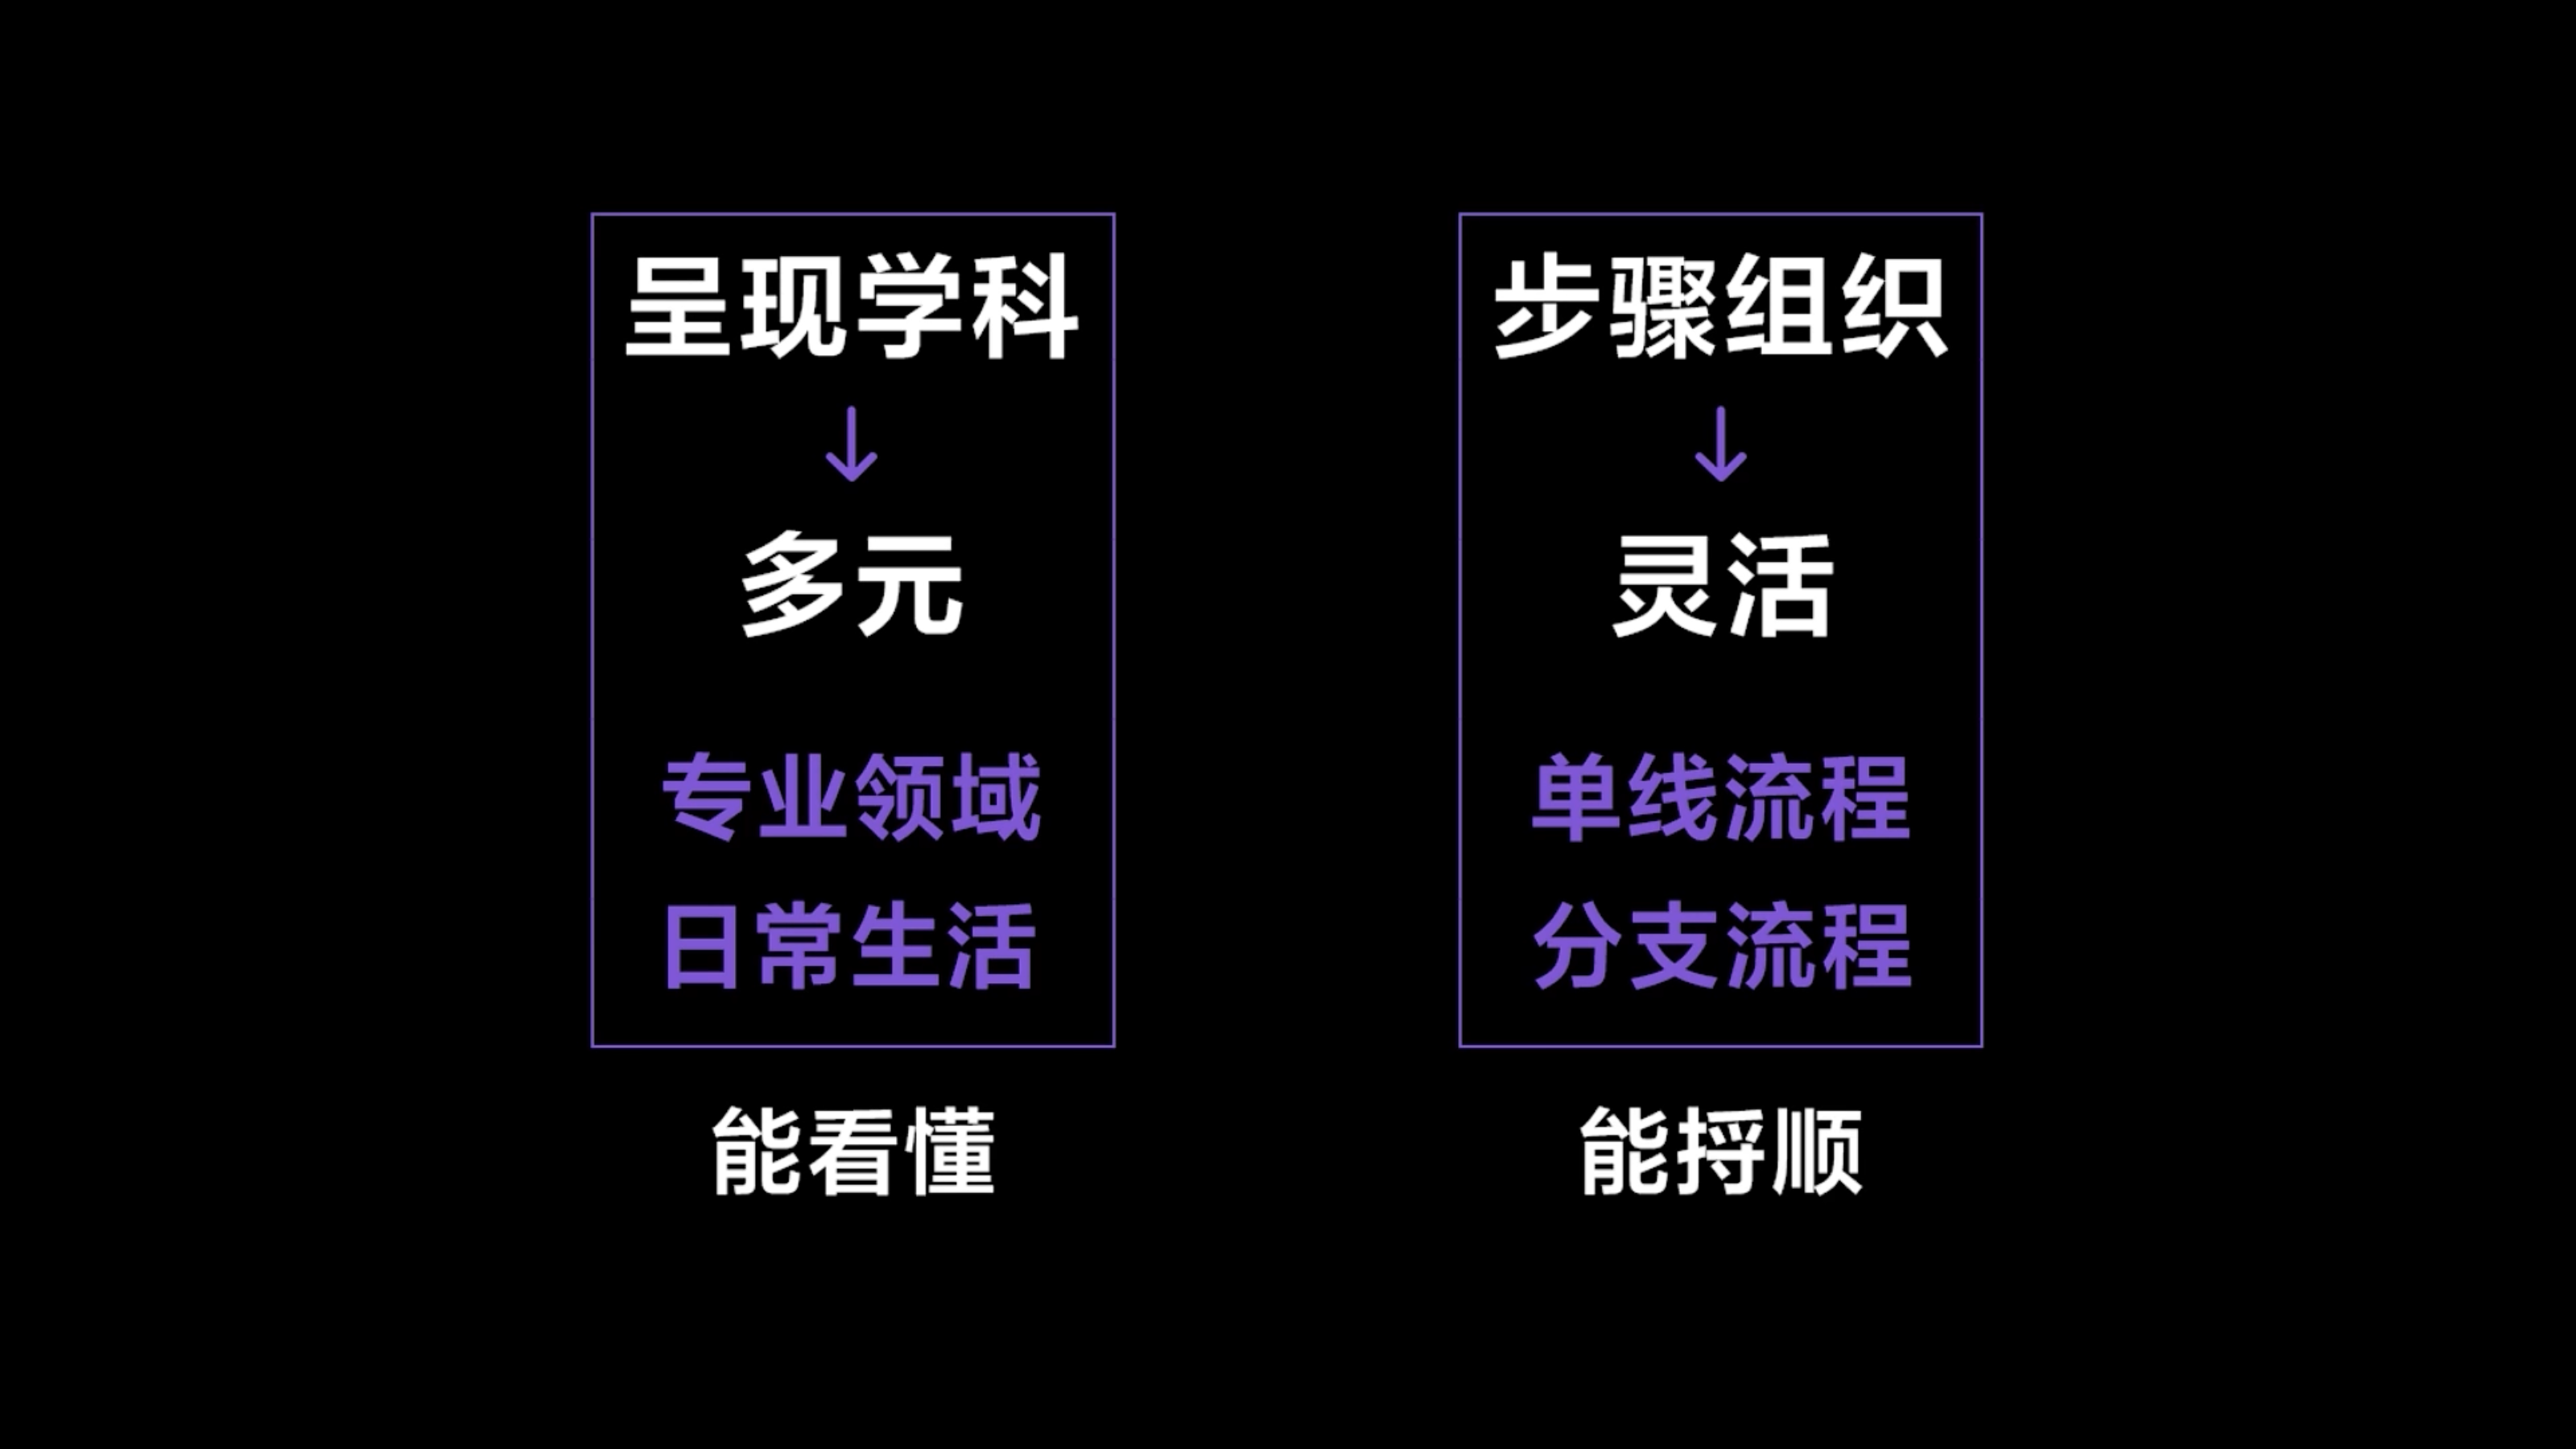 呈现学科
多元
专业领域
日常生活
能看懂
步骤组织
灵活
单线流程
分支流程
能捋顺